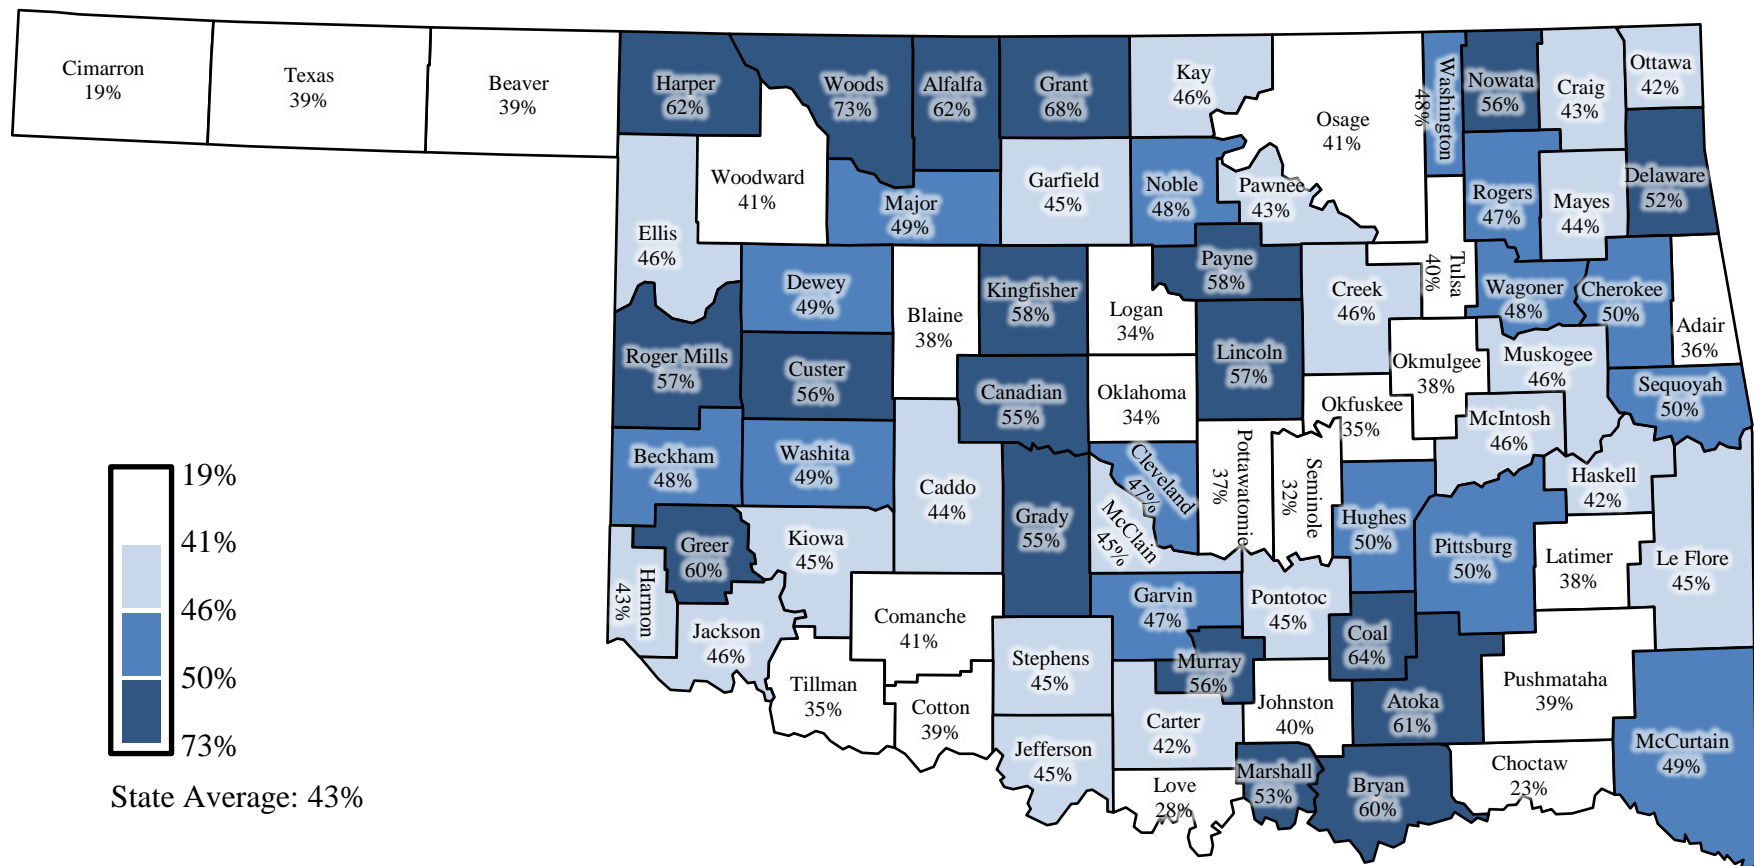 Cimarron
19%
Texas
39%
Beaver
39%
Harper
62%
Woods
73%
Alfalfa
62%
Grant
68%
Kay
46%
Osage
41%
Washington
48%
Nowata
56%
Craig
43%
Ottawa
42%
Woodward
41%
Major
49%
Garfield
45%
Noble
48%
Pawnee
43%
Rogers
47%
Mayes
44%
Delaware
52%
Ellis
46%
Dewey
49%
Blaine
38%
Kingfisher
58%
Logan
34%
Payne
58%
Creek
46%
Tulsa
40%
Wagoner
48%
Cherokee
50%
Adair
36%
Roger Mills
57%
Custer
56%
Canadian
55%
Oklahoma
34%
Lincoln
57%
Okfuskee
35%
Okmulgee
38%
Muskogee
46%
Sequoyah
50%
McIntosh
46%
Beckham
48%
Washita
49%
Caddo
44%
Grady
55%
Cleveland
47%
McClain
45%
Pottawatomie
37%
Seminole
32%
Hughes
50%
Pittsburg
50%
Haskell
42%
Latimer
38%
Le Flore
45%
Greer
60%
Kiowa
45%
Harmon
43%
Jackson
46%
Comanche
41%
Tillman
35%
Cotton
39%
Stephens
45%
Garvin
47%
Murray
56%
Pontotoc
45%
Coal
64%
Johnston
40%
Atoka
61%
Pushmataha
39%
McCurtain
49%
Carter
42%
Jefferson
45%
Love
28%
Marshall
53%
Bryan
60%
Choctaw
23%
19%
41%
46%
50%
73%
State Average: 43%